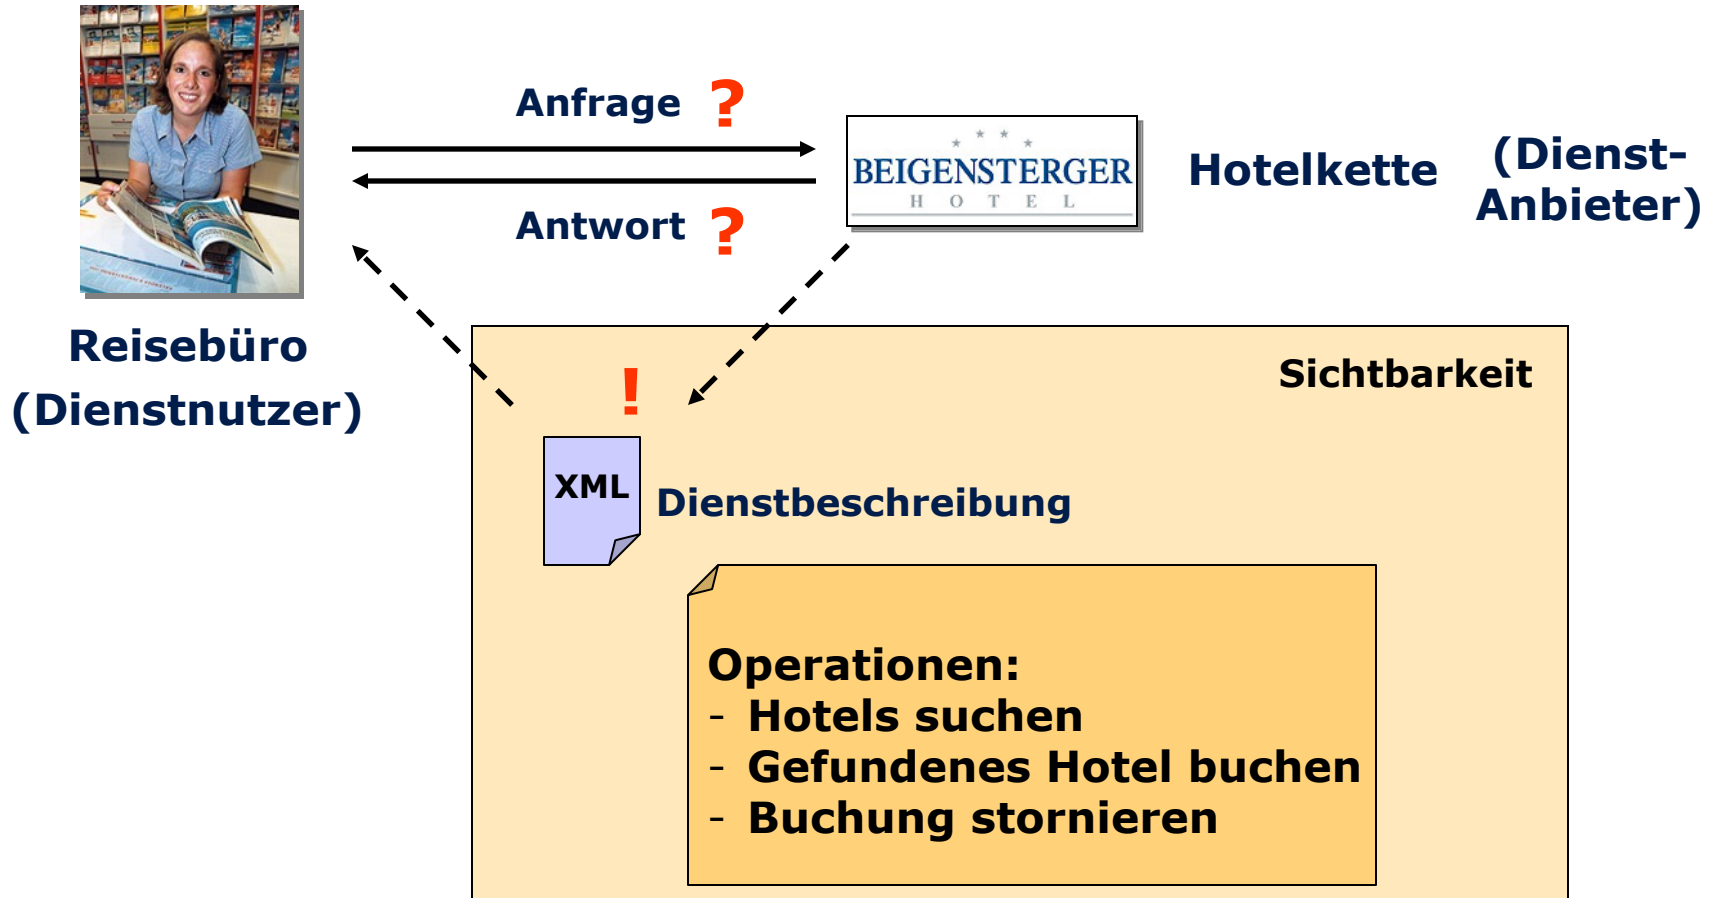 Anfrage ?
BEIGENSTERGER
HOTEL
Hotelkette
(Dienst-
Anbieter)
Antwort ?
Reisebüro
(Dienstnutzer)
Sichtbarkeit
!
XML
Dienstbeschreibung
Operationen:
- Hotels suchen
- Gefundenes Hotel buchen
- Buchung stornieren